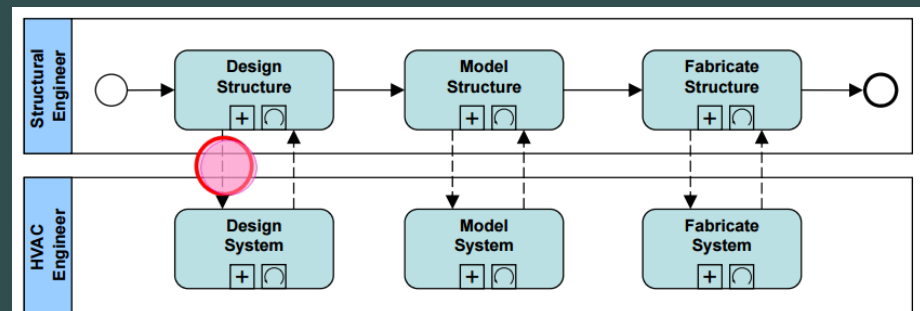 Structural
Engineer
Design
Structure
Model
Structure
Fabricate
Structure
HVAC
Engineer
Design
System
Model
System
Fabricate
System